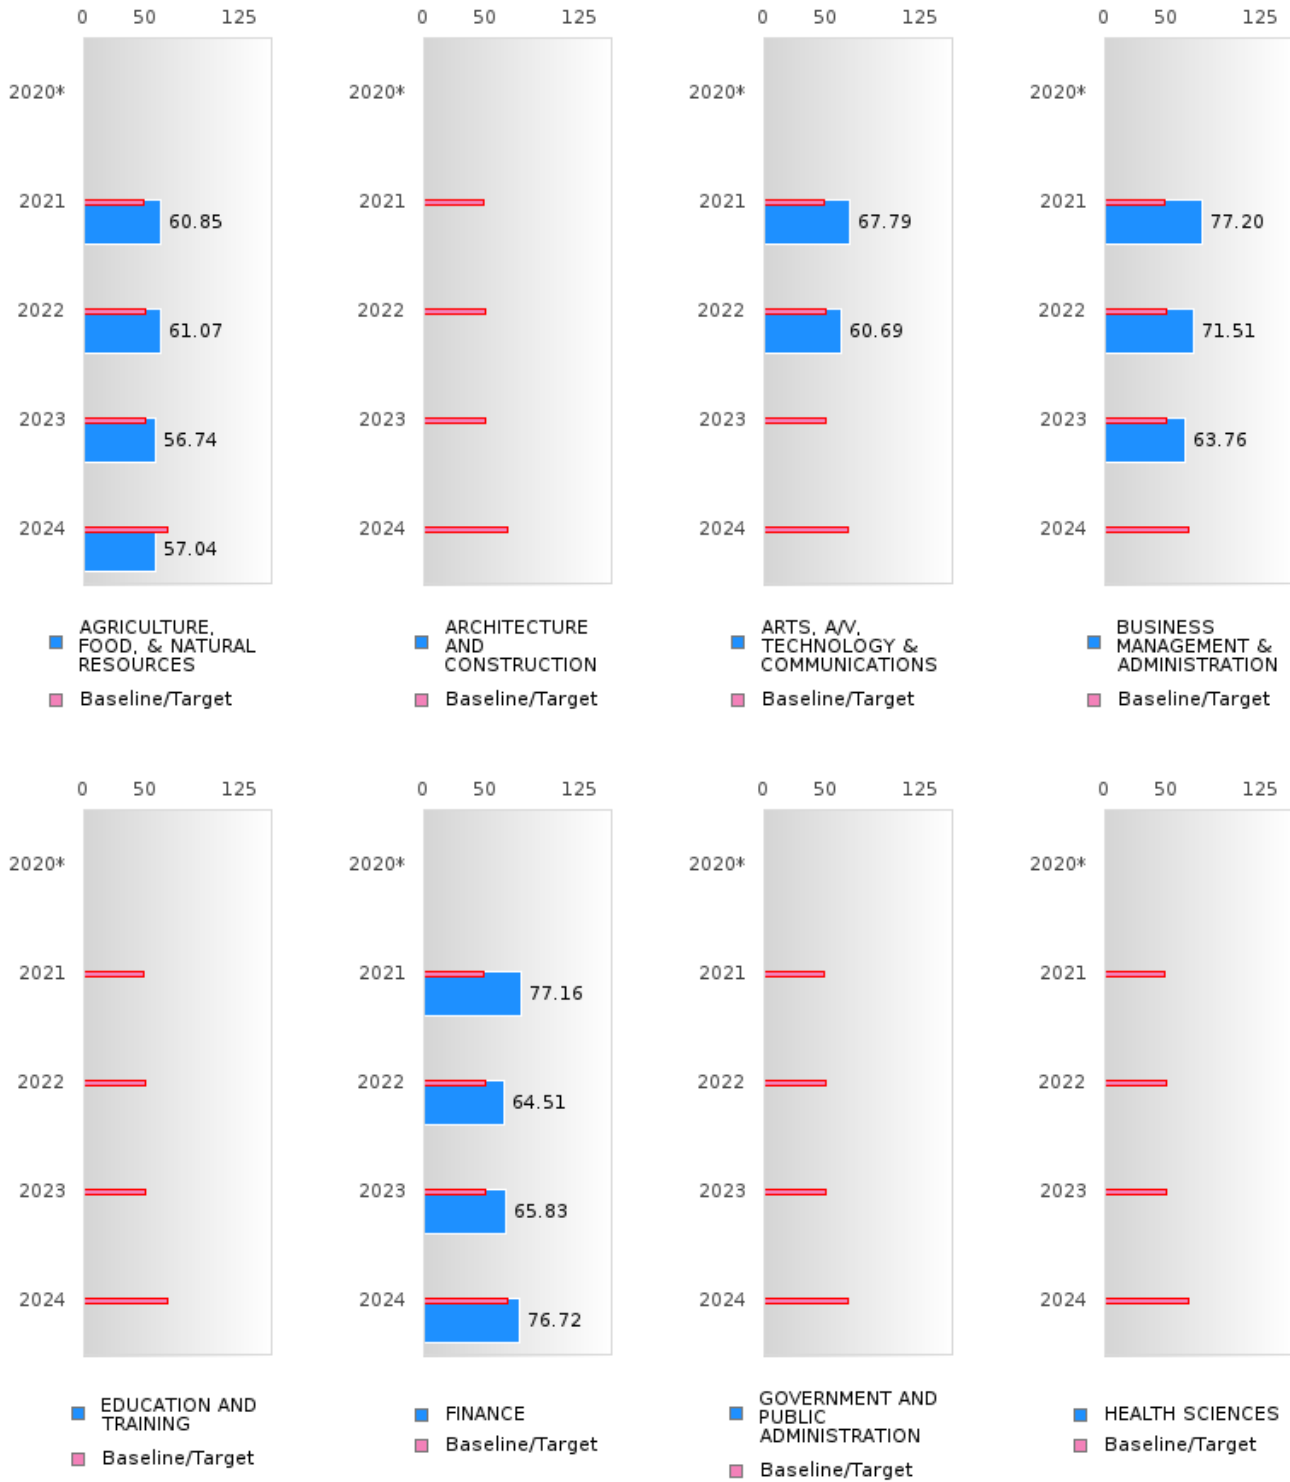 0 50 125 0 50 125 0 50 125 0 50 125
2020* 2020* 2020* 2020*
2021 60.85 2021 2021 67.79 2021 77.20
2022 61.07 2022 2022 60.69 2022 71.51
2023 56.74 2023 2023 2023 63.76
2024 57.04 2024 2024 2024
AGRICULTURE,
FOOD, & NATURAL
RESOURCES
Baseline/Target
ARCHITECTURE
AND
CONSTRUCTION
Baseline/Target
ARTS, A/V,
TECHNOLOGY &
COMMUNICATIONS
Baseline/Target
BUSINESS
MANAGEMENT &
ADMINISTRATION
Baseline/Target
0 50 125 0 50 125 0 50 125 0 50 125
2020* 2020* 2020* 2020*
2021 2021 77.16 2021 2021
2022 2022 64.51 2022 2022
2023 2023 65.83 2023 2023
2024 2024 76.72 2024 2024
EDUCATION AND
TRAINING
Baseline/Target
FINANCE
Baseline/Target
GOVERNMENT AND
PUBLIC
ADMINISTRATION
Baseline/Target
HEALTH SCIENCES
Baseline/Target